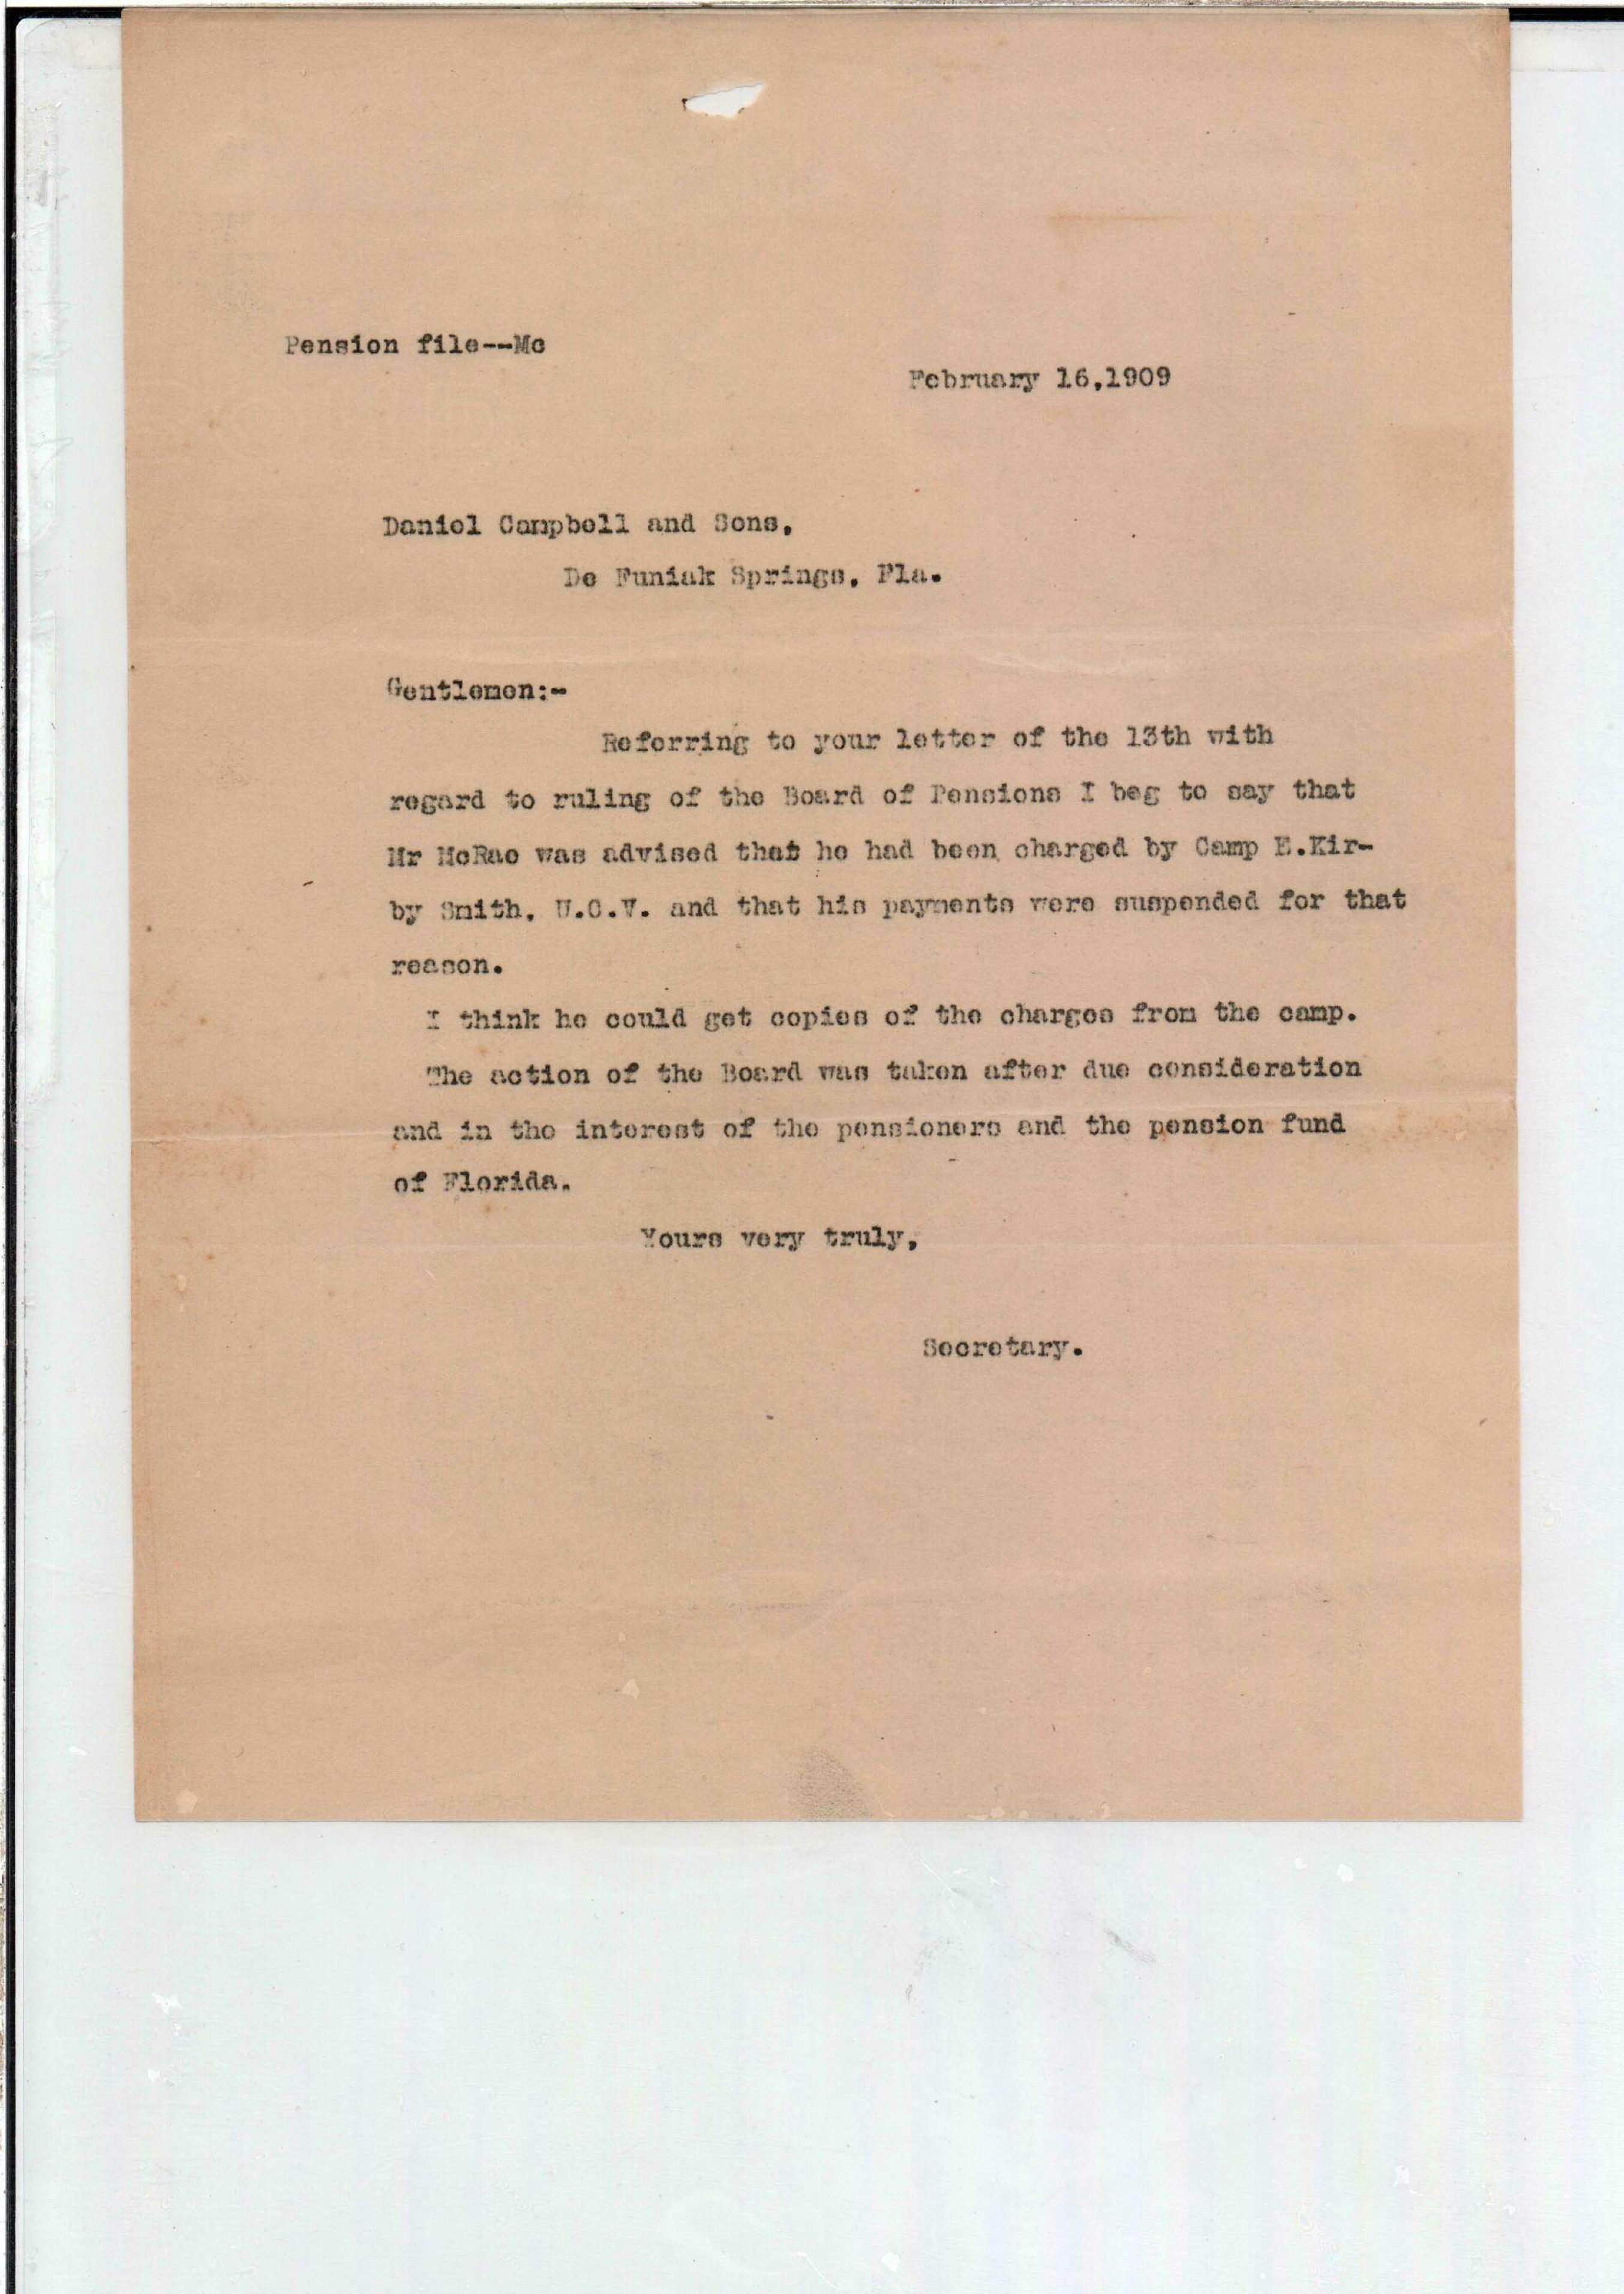 Pension file--Mc
February 16,1909
Daniel Campbell and Sons,
De Funiak Springs, Fla.
Gentlemen:-
Referring to your letter of the 13th with
regard to ruling of the Board of Pensions I beg to say that
Mr McRae was advised that he had been charged by Camp E.Kir-
by Smith, U.C.V. and that his payments were suspended for that
reason.
I think he could get copies of the charges from the camp.
The action of the Board was taken after due consideration
and in the interest of the pensioners and the pension fund
of Florida.
Yours very truly,
Secretary.